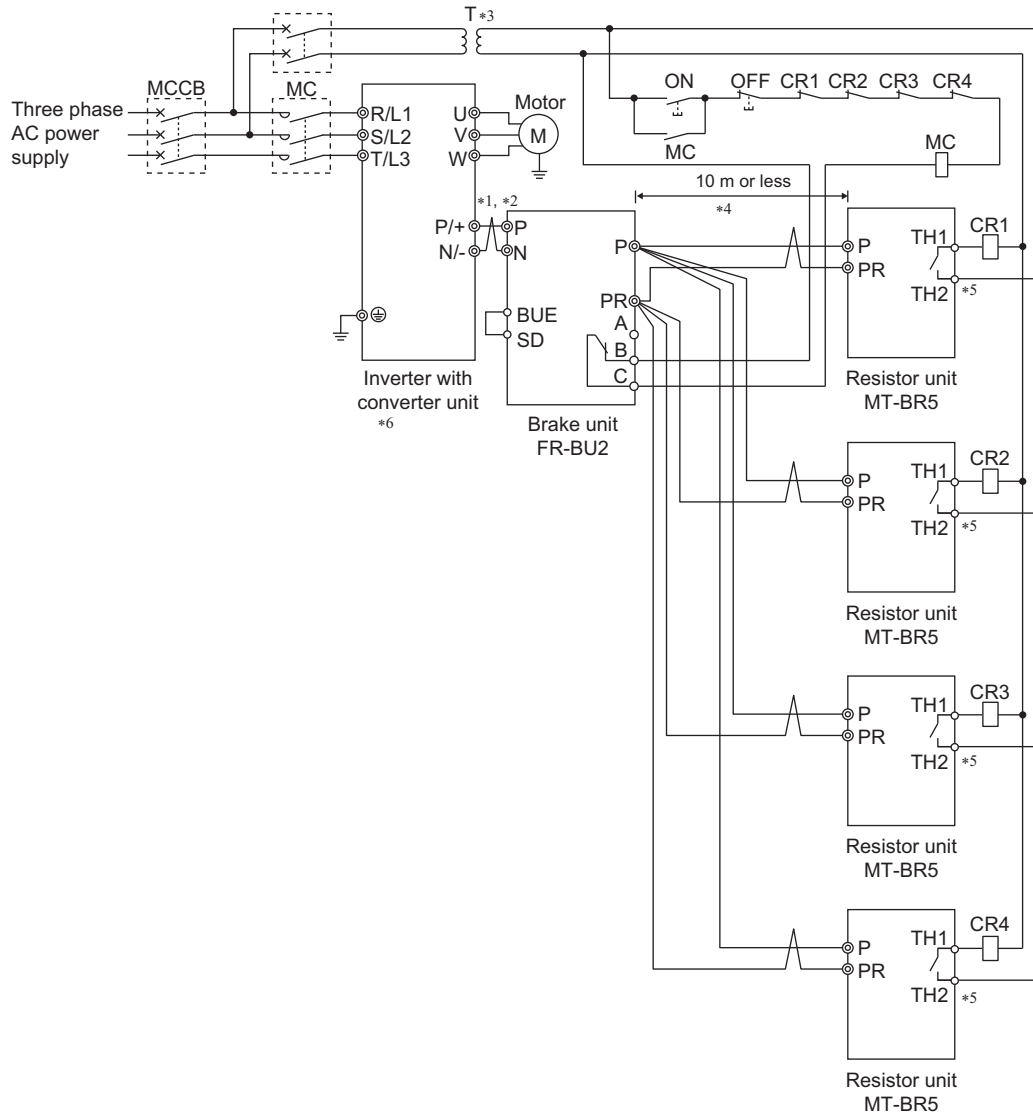 T *3
MCCB
MC
ON OFF CR1 CR2 CR3 CR4
MC
MC
Three phase
AC power
supply
R/L1
S/L2
T/L3
U
V
W
Motor
M
10 m or less
*4
*1, *2
P/+
N/-
P
N
BUE
SD
P
PR
A
B
C
Inverter with
converter unit
*6
Brake unit
FR-BU2
P
PR
TH1
TH2
CR1
*5
Resistor unit
MT-BR5
P
PR
TH1
TH2
CR2
*5
Resistor unit
MT-BR5
P
PR
TH1
TH2
CR3
*5
Resistor unit
MT-BR5
P
PR
TH1
TH2
CR4
*5
Resistor unit
MT-BR5